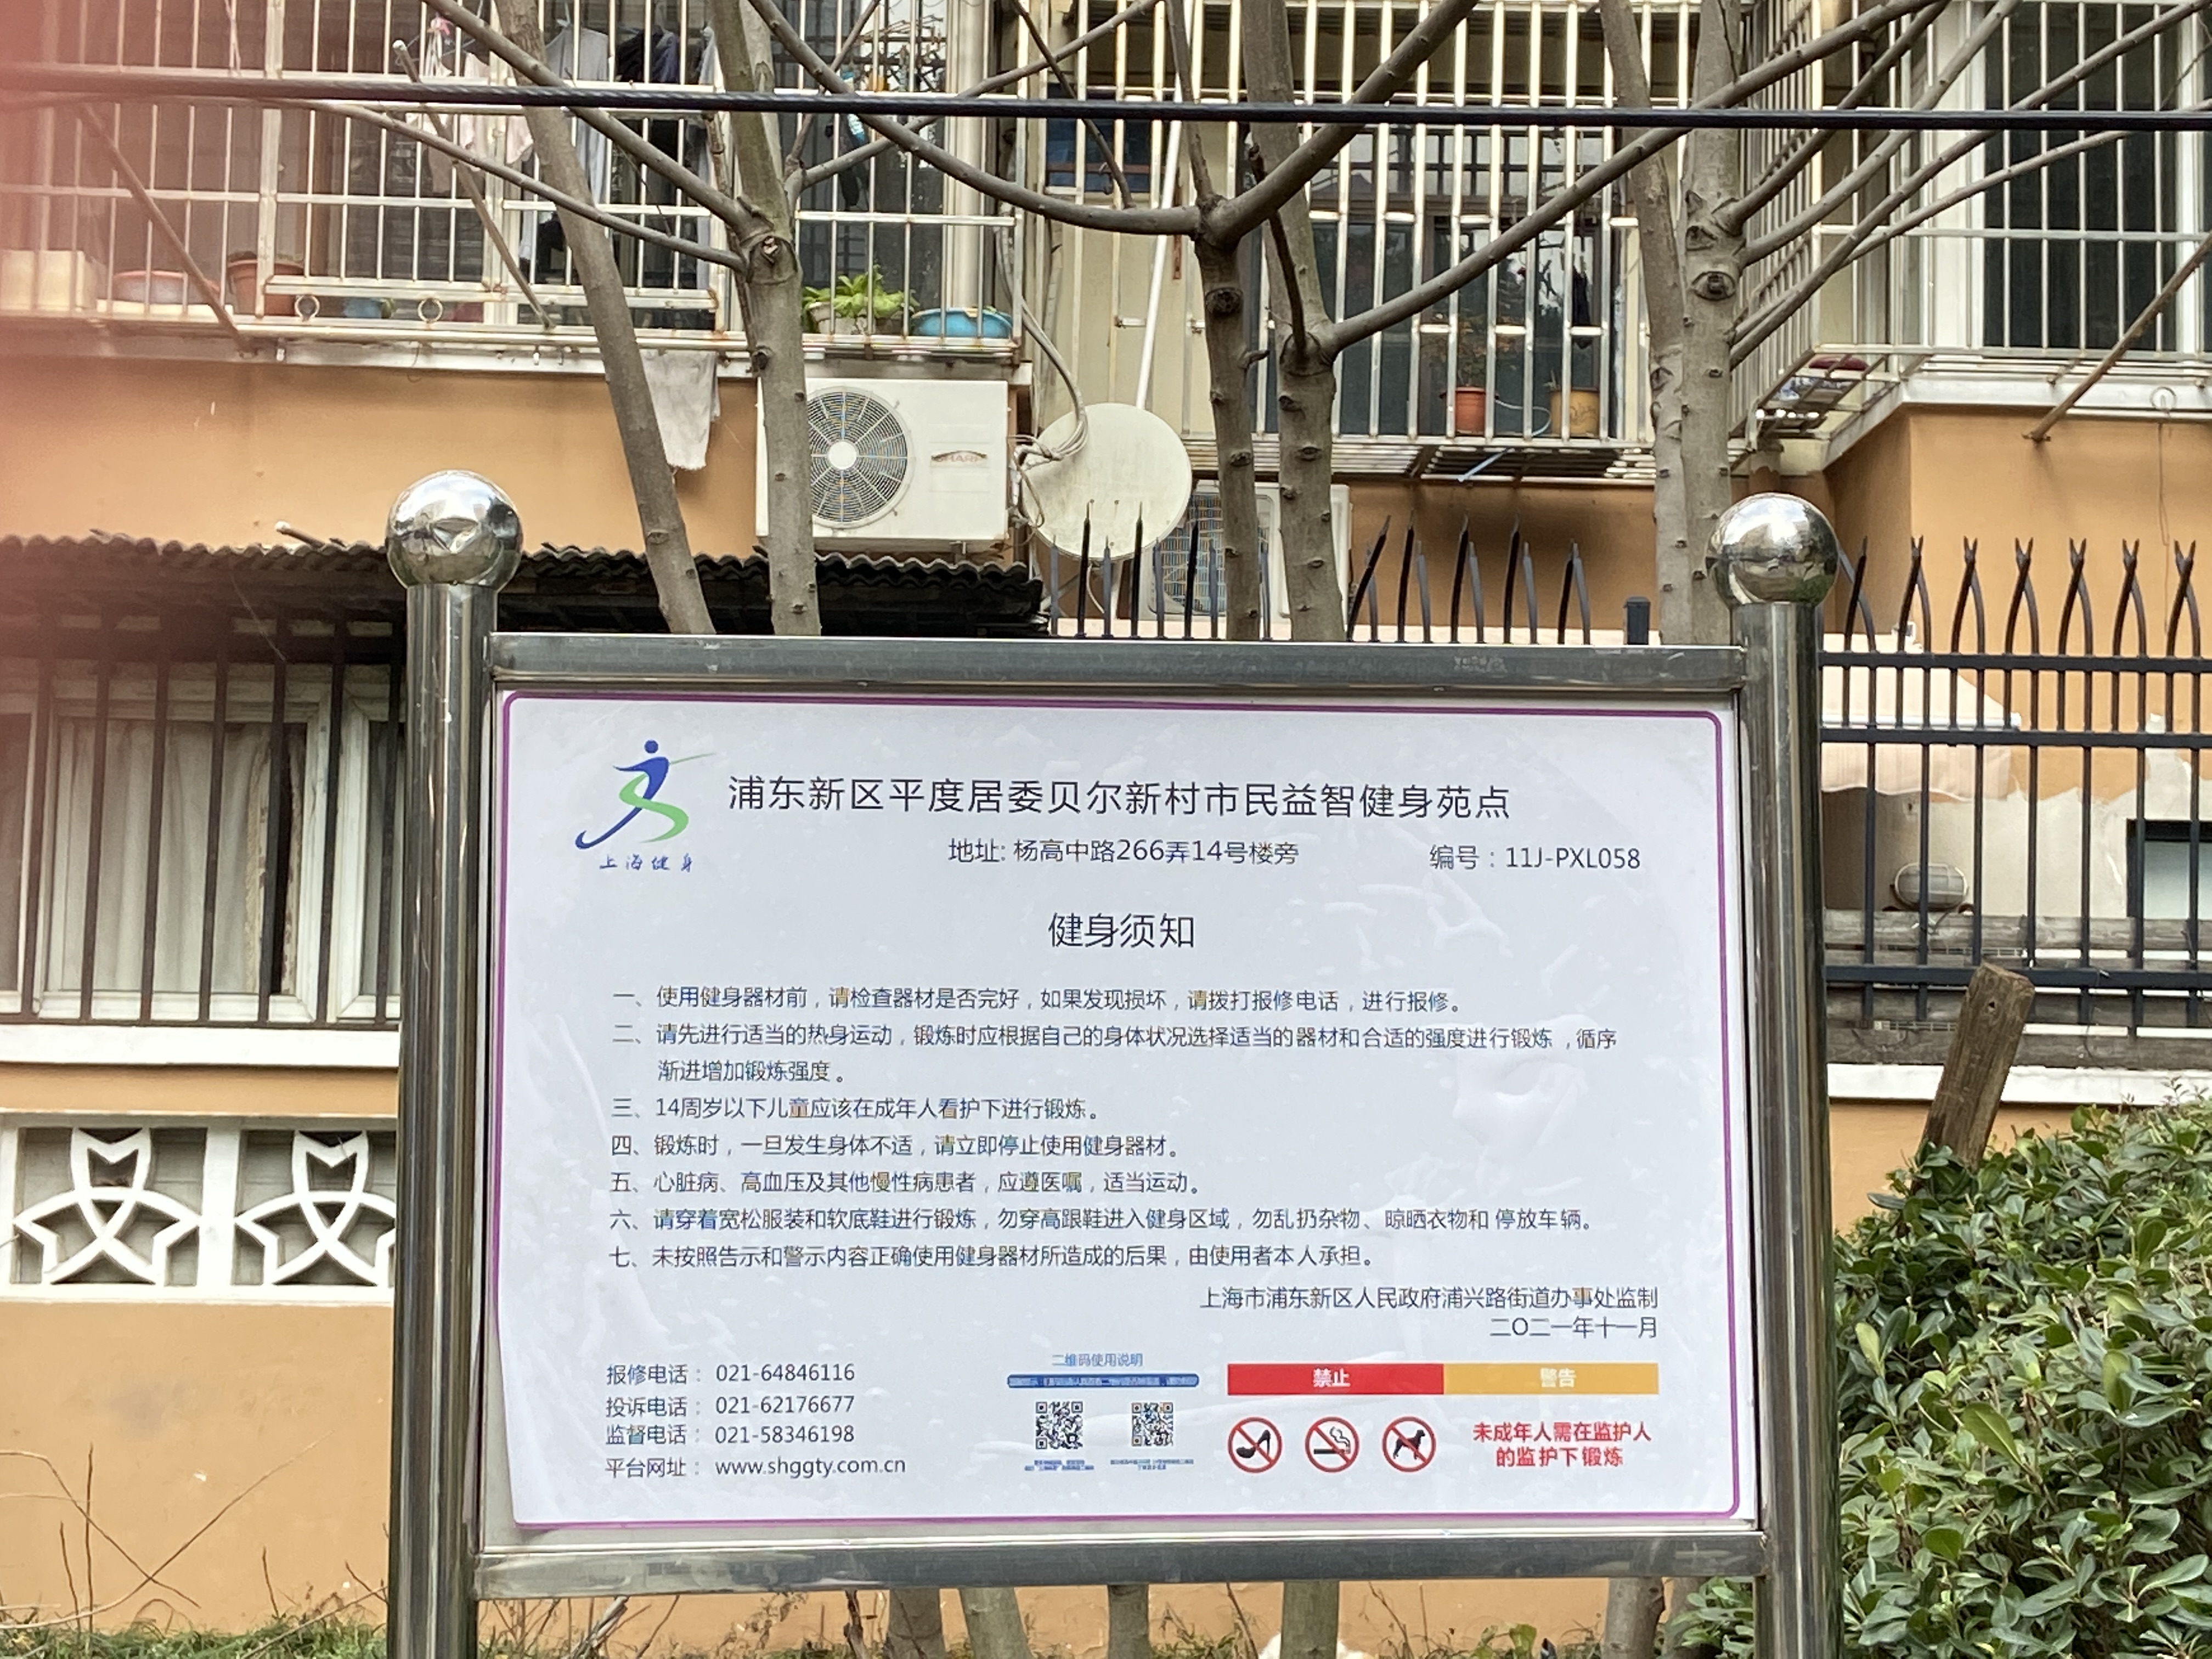 SHARP
浦东新区平度居委贝尔新村市民益智健身苑点
上海健身
地址: 杨高中路266弄14号楼旁
编号：11J-PXL058
健身须知
一、使用健身器材前，请检查器材是否完好，如果发现损坏，请拨打报修电话，进行报修。
二、请先进行适当的热身运动，锻炼时应根据自己的身体状况选择适当的器材和合适的强度进行锻炼，循序
渐进增加锻炼强度。
三、14周岁以下儿童应该在成年人看护下进行锻炼。
四、锻炼时，一旦发生身体不适，请立即停止使用健身器材。
五、心脏病、高血压及其他慢性病患者，应遵医嘱，适当运动。
六、请穿着宽松服装和软底鞋进行锻炼，勿穿高跟鞋进入健身区域，勿乱扔杂物、晾晒衣物和 停放车辆。
七、未按照告示和警示内容正确使用健身器材所造成的后果，由使用者本人承担。
上海市浦东新区人民政府浦兴路街道办事处监制
二〇二一年十一月
报修电话： 021-64846116
投诉电话： 021-62176677
监督电话： 021-58346198
平台网址： www.shggty.com.cn
二维码使用说明
禁止
警告
未成年人需在监护人
的监护下锻炼